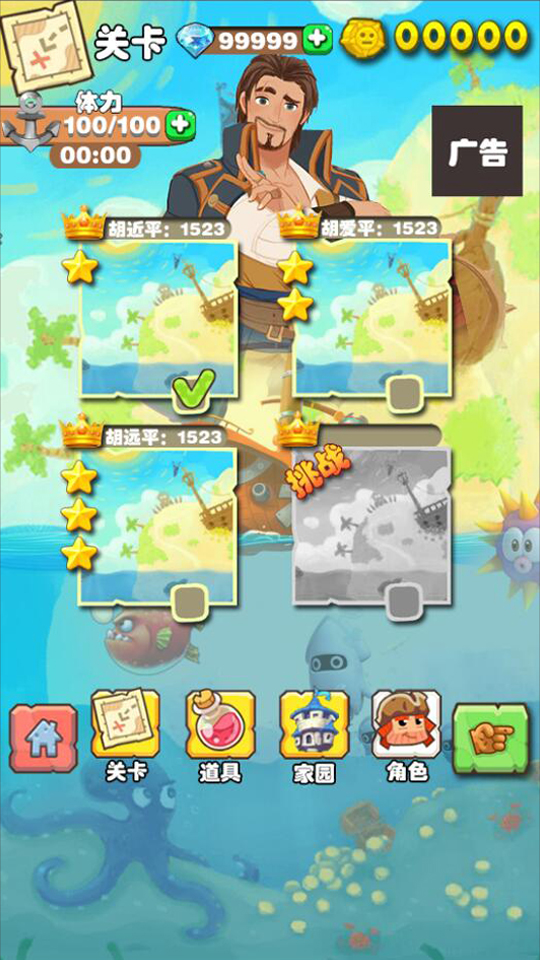 关卡
99999
00000
体力
100/100
00:00
广告
胡近平：1523
胡爱平：1523
胡远平：1523
挑战
关卡
道具
家园
角色